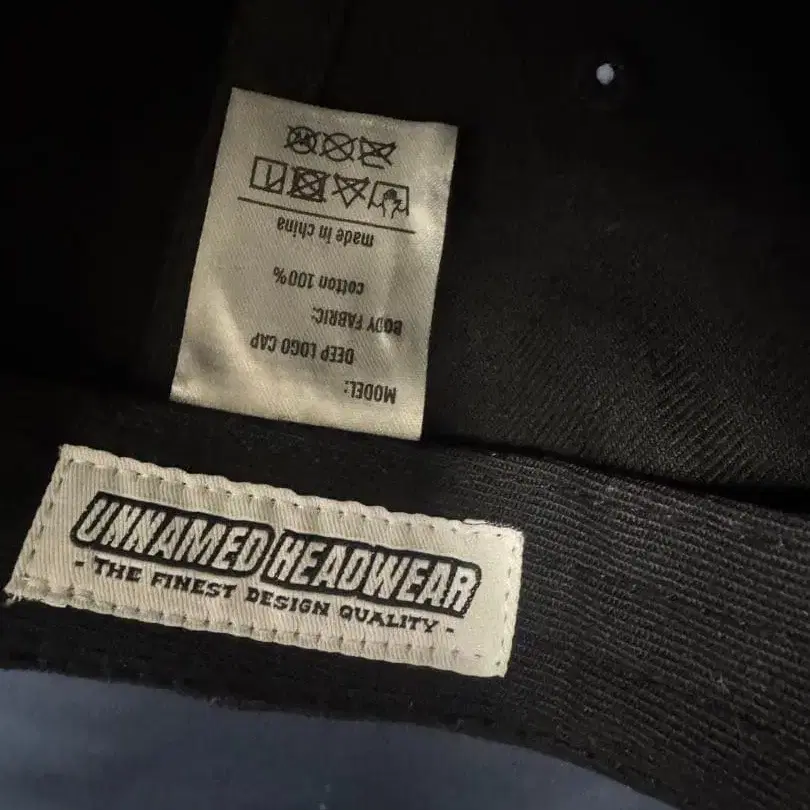 MODEL:
DEEP LOGO CAP
BODY FABRIC:
cotton 100%
made in china
UNNAMED HEADWEAR
- THE FINEST DESIGN QUALITY -